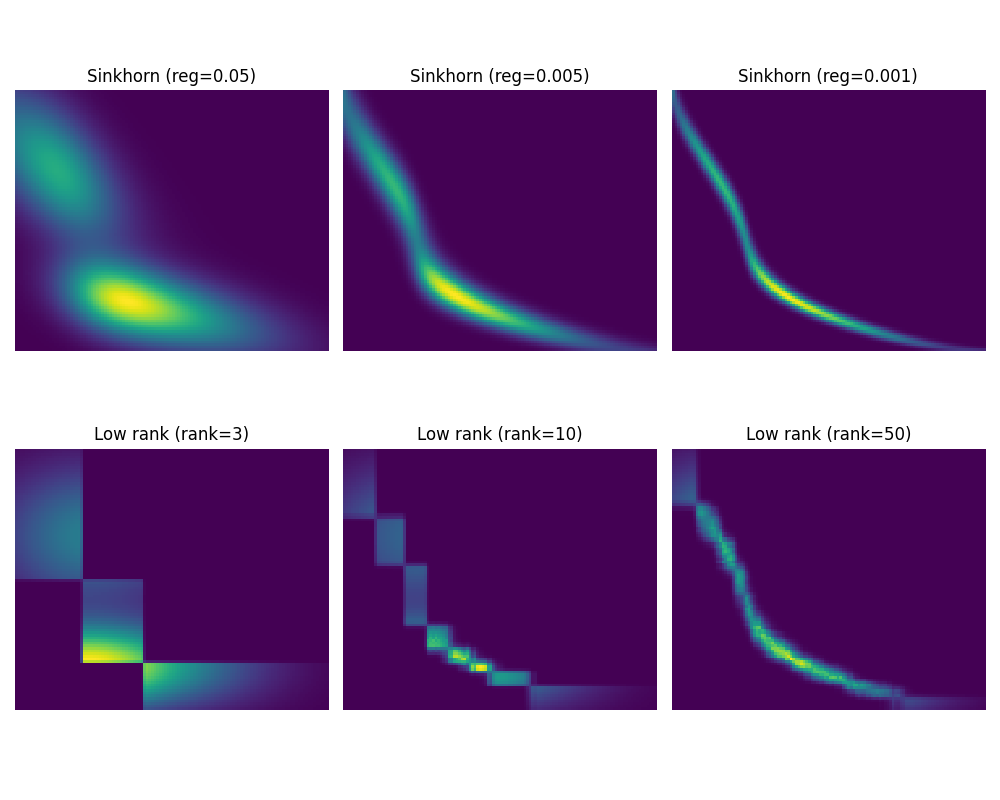 Sinkhorn (reg=0.05)
Sinkhorn (reg=0.005)
Sinkhorn (reg=0.001)
Low rank (rank=3)
Low rank (rank=10)
Low rank (rank=50)